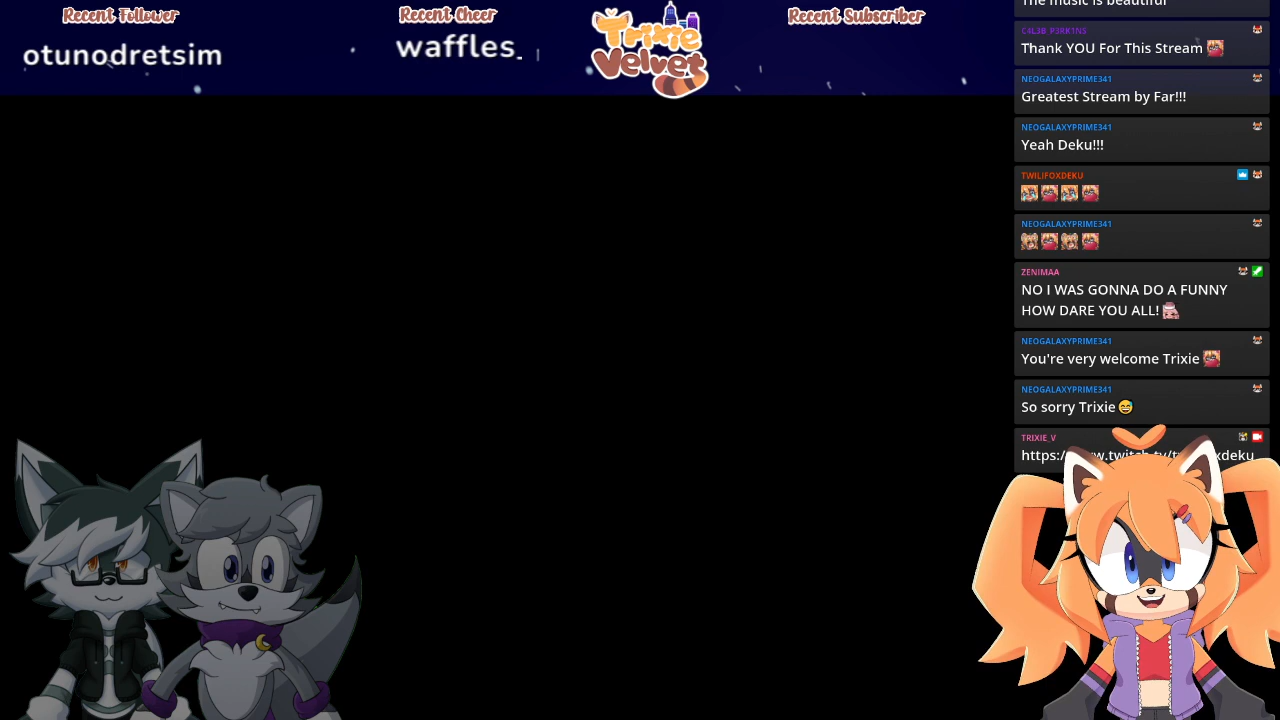 Recent Follower
otunodretsim
Recent Cheer
waffles.
Trixie
Velvet
Recent Subscriber
The music is beautiful
C4L3B_P3RK1NS
Thank YOU For This Stream
NEOGALAXYPRIME341
Greatest Stream by Far!!!
NEOGALAXYPRIME341
Yeah Deku!!!
TWILIFOXDEKU
NEOGALAXYPRIME341
ZENIMAA
NO I WAS GONNA DO A FUNNY
HOW DARE YOU ALL!
NEOGALAXYPRIME341
You're very welcome Trixie
NEOGALAXYPRIME341
So sorry Trixie
TRIXIE_V